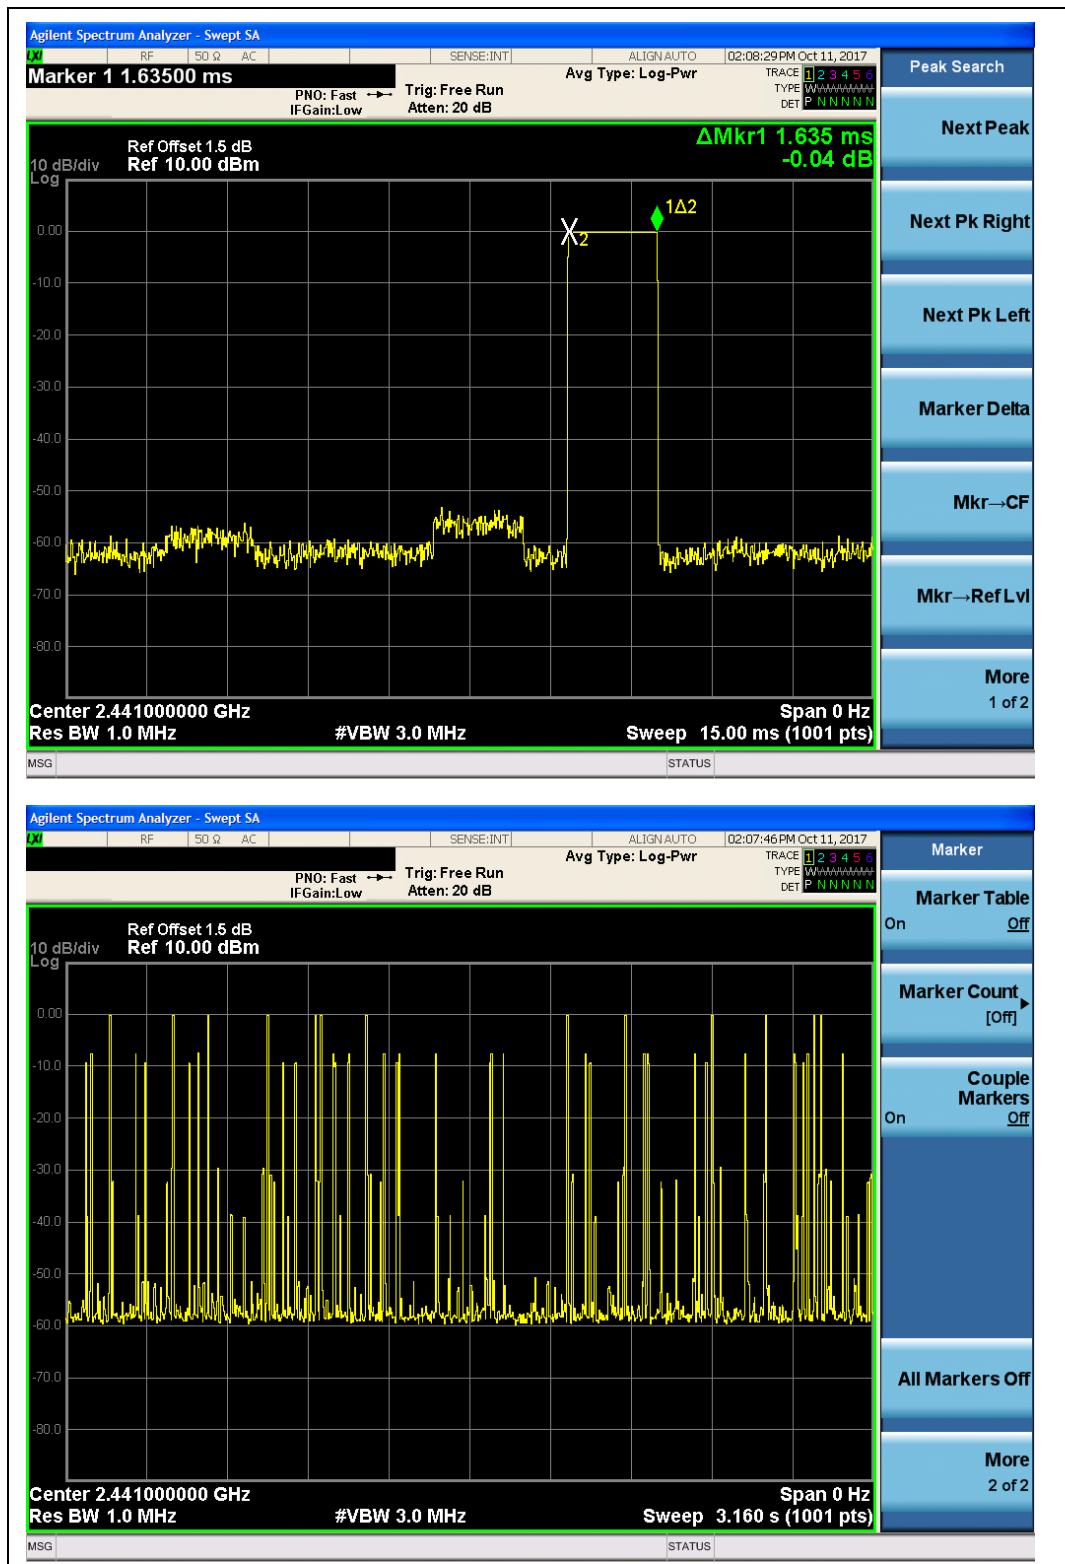 Agilent Spectrum Analyzer - Swept SA
LXI RF 50 Ω AC SENSE:INT ALIGN AUTO 02:08:29 PM Oct 11, 2017
Marker 1 1.63500 ms
PNO: Fast
IFGain:Low
Trig: Free Run
Atten: 20 dB
Avg Type: Log-Pwr
TRACE 1 2 3 4 5 6
TYPE W
DET P N N N N N
Peak Search
Next Peak
Next Pk Right
Next Pk Left
Marker Delta
Mkr→CF
Mkr→Ref Lvl
More
1 of 2
ΔMkr1 1.635 ms
-0.04 dB
Ref Offset 1.5 dB
10 dB/div Ref 10.00 dBm
Log
0.00
-10.0
-20.0
-30.0
-40.0
-50.0
-60.0
-70.0
-80.0
X2
1Δ2
Center 2.441000000 GHz Span 0 Hz
Res BW 1.0 MHz #VBW 3.0 MHz Sweep 15.00 ms (1001 pts)
MSG STATUS
Agilent Spectrum Analyzer - Swept SA
LXI RF 50 Ω AC SENSE:INT ALIGN AUTO 02:07:46 PM Oct 11, 2017
PNO: Fast
IFGain:Low
Trig: Free Run
Atten: 20 dB
Avg Type: Log-Pwr
TRACE 1 2 3 4 5 6
TYPE W
DET P N N N N N
Marker
Marker Table
On Off
Marker Count
[Off]
Couple
Markers
On Off
All Markers Off
More
2 of 2
Ref Offset 1.5 dB
10 dB/div Ref 10.00 dBm
Log
0.00
-10.0
-20.0
-30.0
-40.0
-50.0
-60.0
-70.0
-80.0
Center 2.441000000 GHz Span 0 Hz
Res BW 1.0 MHz #VBW 3.0 MHz Sweep 3.160 s (1001 pts)
MSG STATUS